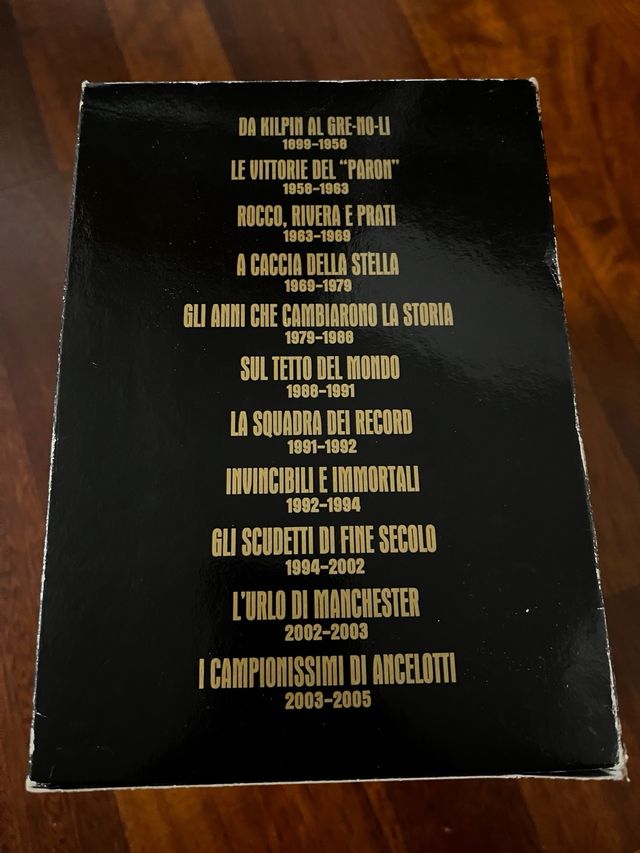 DA KILPIN AL GRE-NO-LI
1899-1958
LE VITTORIE DEL "PARON"
1958-1963
ROCCO, RIVERA E PRATI
1963-1969
A CACCIA DELLA STELLA
1969-1979
GLI ANNI CHE CAMBIARONO LA STORIA
1979-1988
SUL TETTO DEL MONDO
1988-1991
LA SQUADRA DEI RECORD
1991-1992
INVINCIBILI E IMMORTALI
1992-1994
GLI SCUDETTI DI FINE SECOLO
1994-2002
L'URLO DI MANCHESTER
2002-2003
I CAMPIONISSIMI DI ANCELOTTI
2003-2005